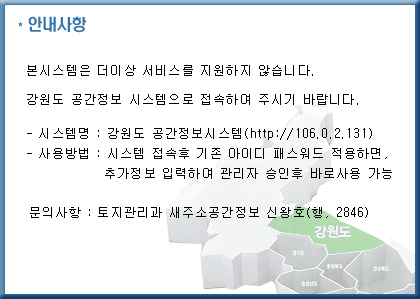 * 안내사항
본시스템은 더이상 서비스를 지원하지 않습니다.
강원도 공간정보 시스템으로 접속하여 주시기 바랍니다.
- 시스템명 : 강원도 공간정보시스템(http://106.0.2.131)
- 사용방법 : 시스템 접속후 기존 아이디 패스워드 적용하면,
추가정보 입력하여 관리자 승인후 바로사용 가능
문의사항 : 토지관리과 새주소공간정보 신왕호(행. 2846)
강원도
경기도
충청북도
경상북도
충청남도